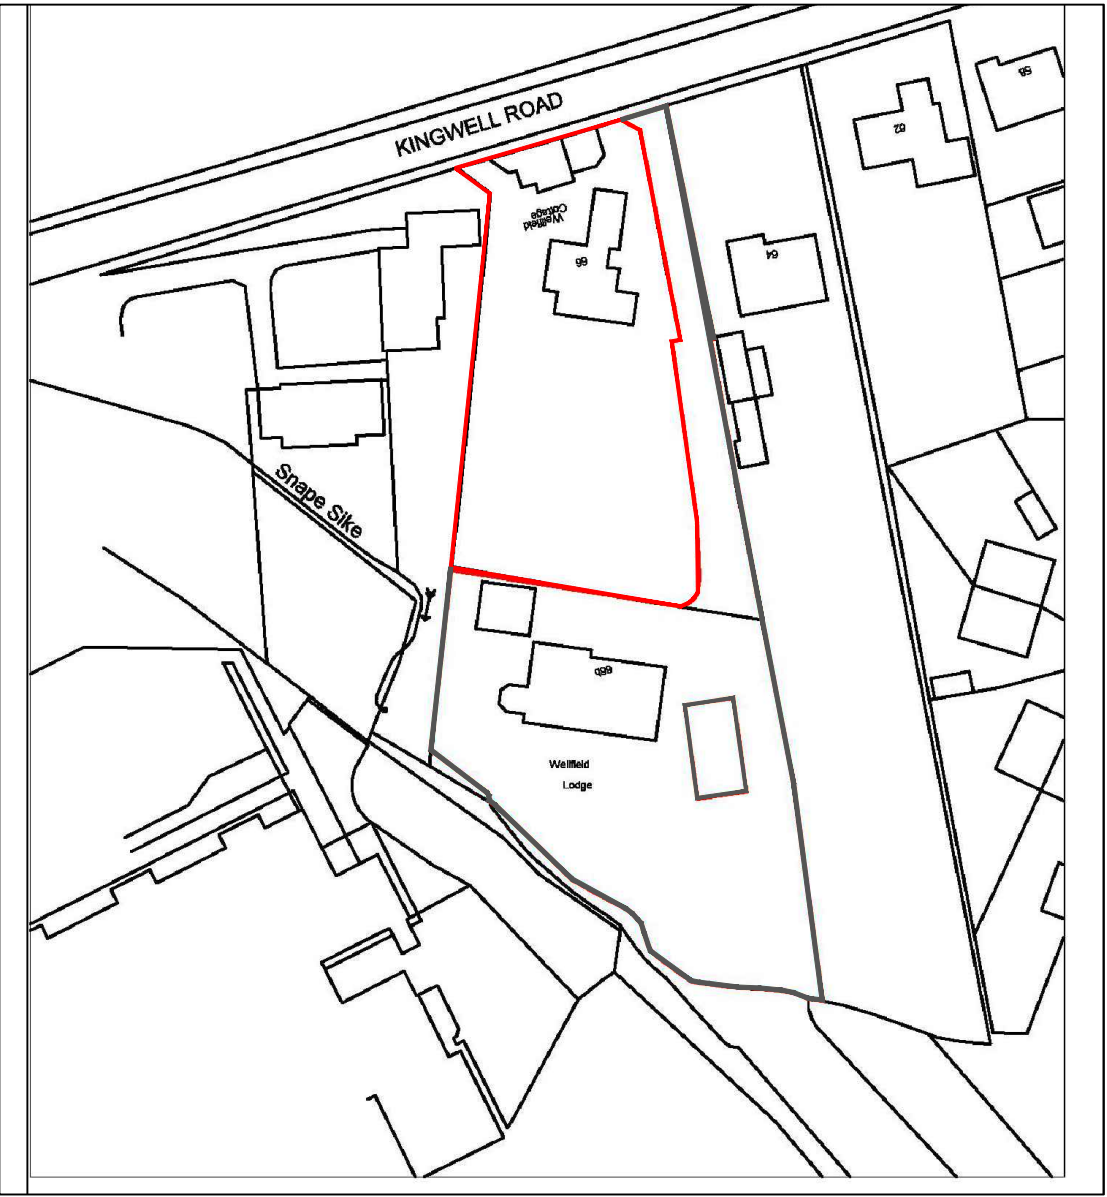 KINGWELL ROAD
58
62
Wellfield
Cottage
66
64
Snape Sike
66b
Wellfield
Lodge